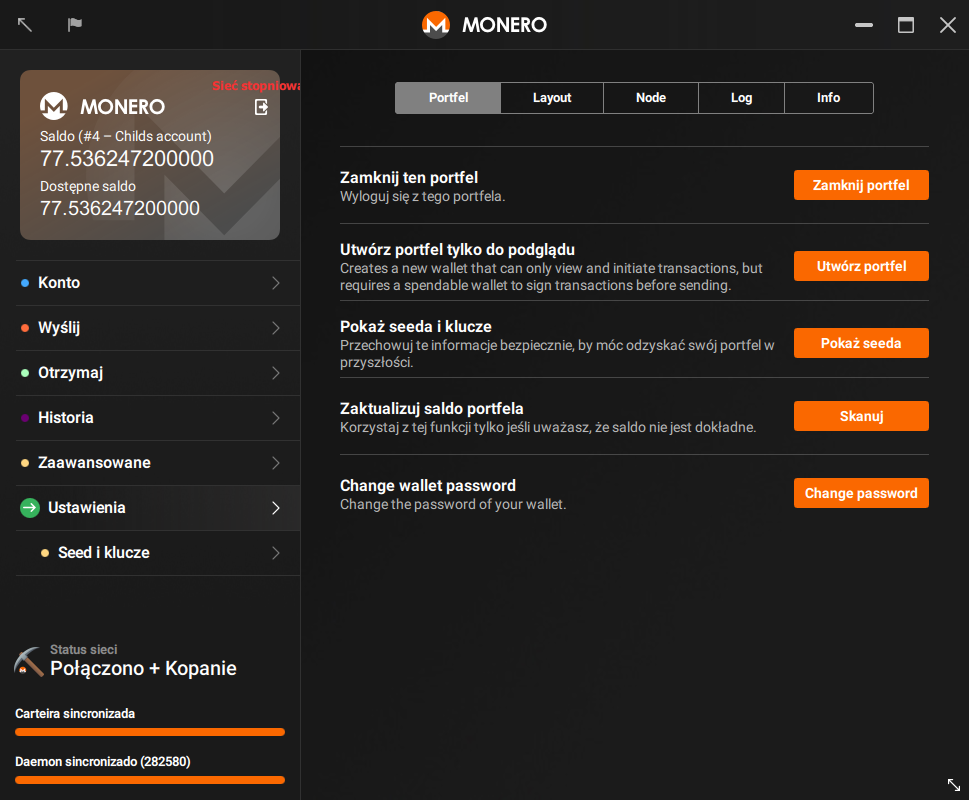 MONERO
Sieć stopniowa
MONERO
Saldo (#4 – Childs account)
77.536247200000
Dostępne saldo
77.536247200000
Konto
Wyślij
Otrzymaj
Historia
Zaawansowane
Ustawienia
Seed i klucze
Status sieci
Połączono + Kopanie
Carteira sincronizada
Daemon sincronizado (282580)
Portfel
Layout
Node
Log
Info
Zamknij ten portfel
Wyloguj się z tego portfela.
Zamknij portfel
Utwórz portfel tylko do podglądu
Creates a new wallet that can only view and initiate transactions, but
requires a spendable wallet to sign transactions before sending.
Utwórz portfel
Pokaż seeda i klucze
Przechowuj te informacje bezpiecznie, by móc odzyskać swój portfel w
przyszłości.
Pokaż seeda
Zaktualizuj saldo portfela
Korzystaj z tej funkcji tylko jeśli uważasz, że saldo nie jest dokładne.
Skanuj
Change wallet password
Change the password of your wallet.
Change password